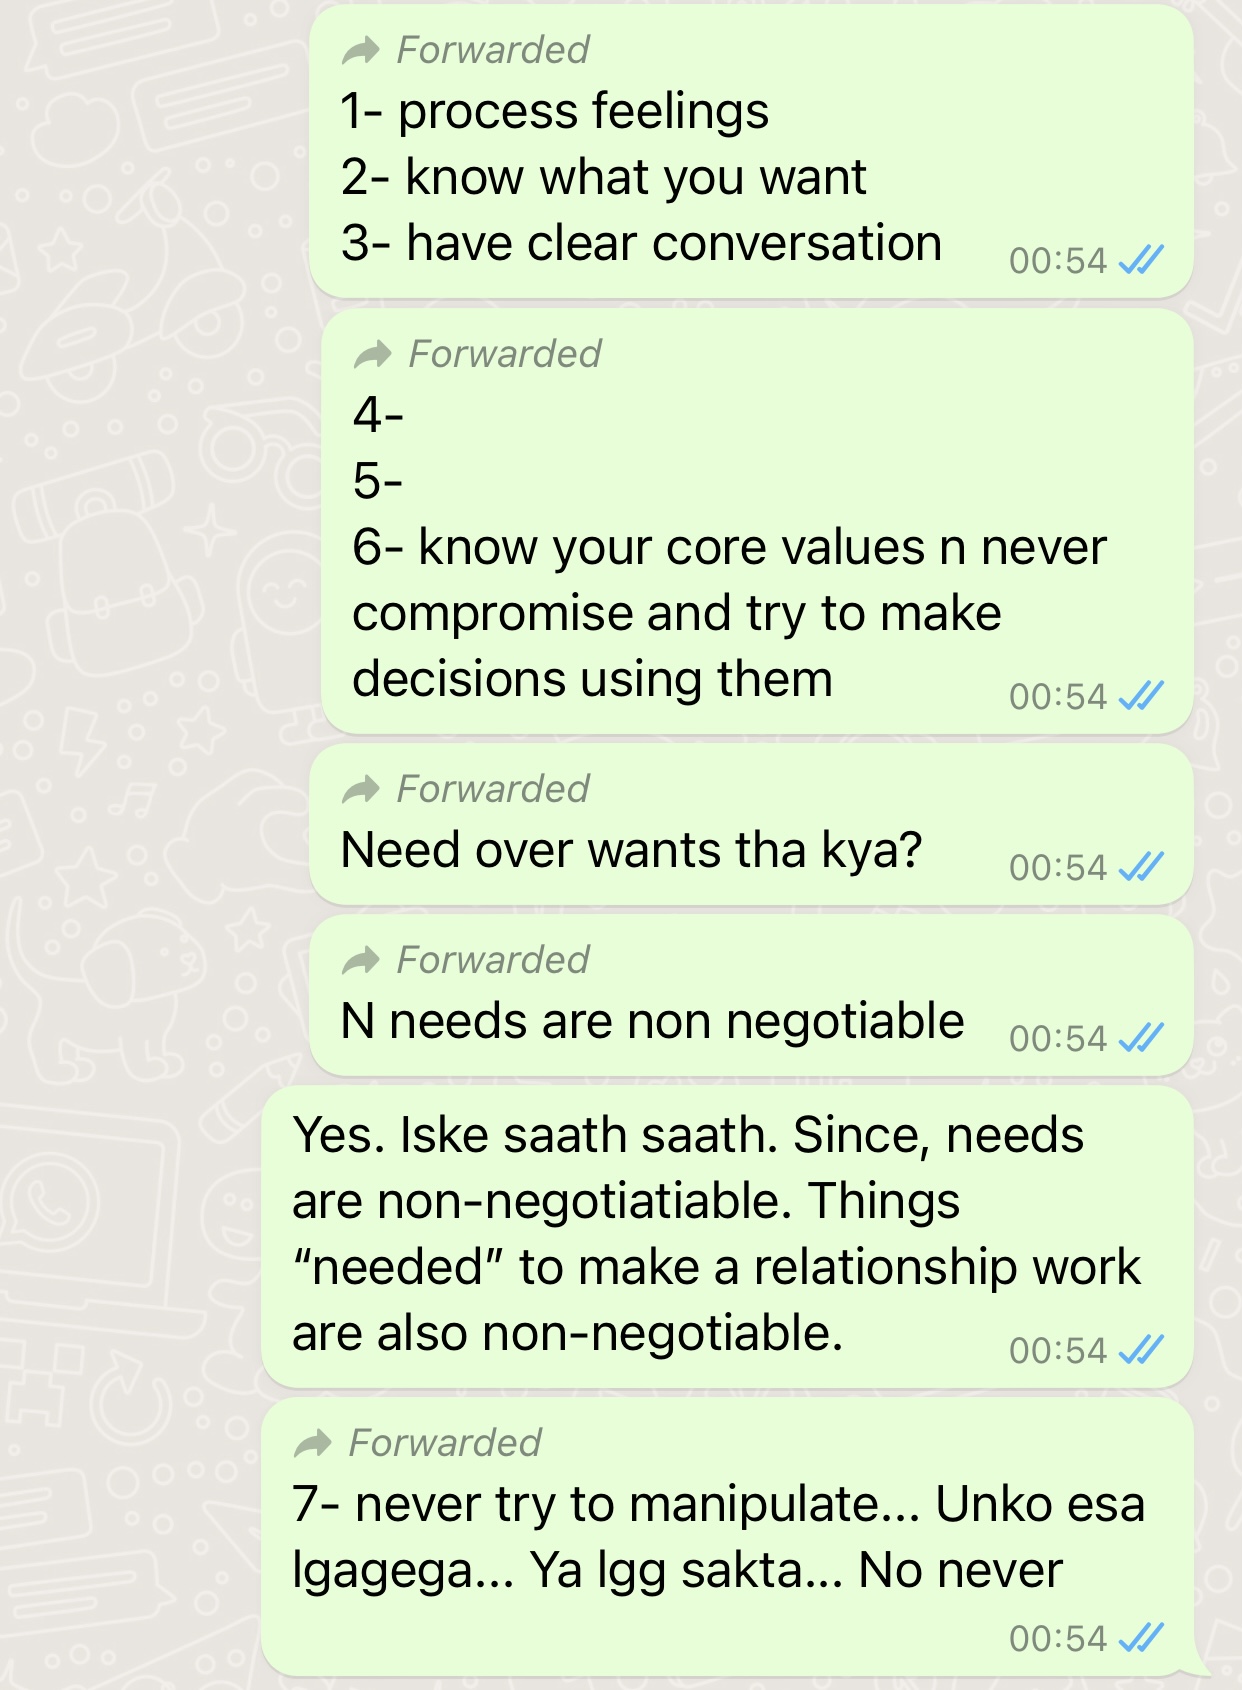 Forwarded
1- process feelings
2- know what you want
3- have clear conversation
00:54
Forwarded
4-
5-
6- know your core values n never
compromise and try to make
decisions using them
00:54
Forwarded
Need over wants tha kya?
00:54
Forwarded
N needs are non negotiable
00:54
Yes. Iske saath saath. Since, needs
are non-negotiatiable. Things
“needed” to make a relationship work
are also non-negotiable.
00:54
Forwarded
7- never try to manipulate... Unko esa
lgagega... Ya lgg sakta... No never
00:54